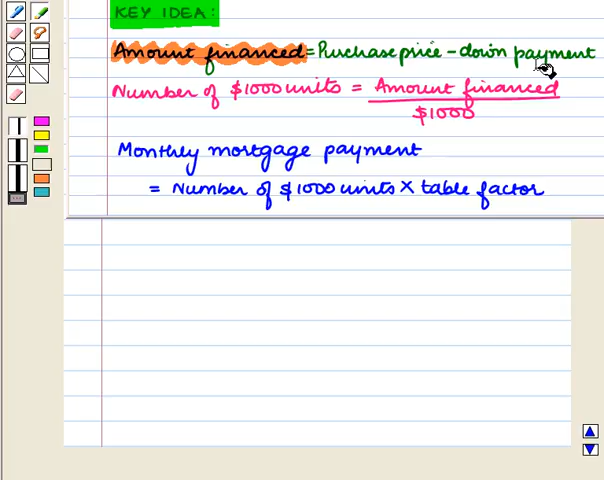 KEY IDEA:
Amount financed = Purchase price - down payment
Number of $1000 units = Amount financed
$1000
Monthly mortgage payment
= Number of $1000 units × table factor